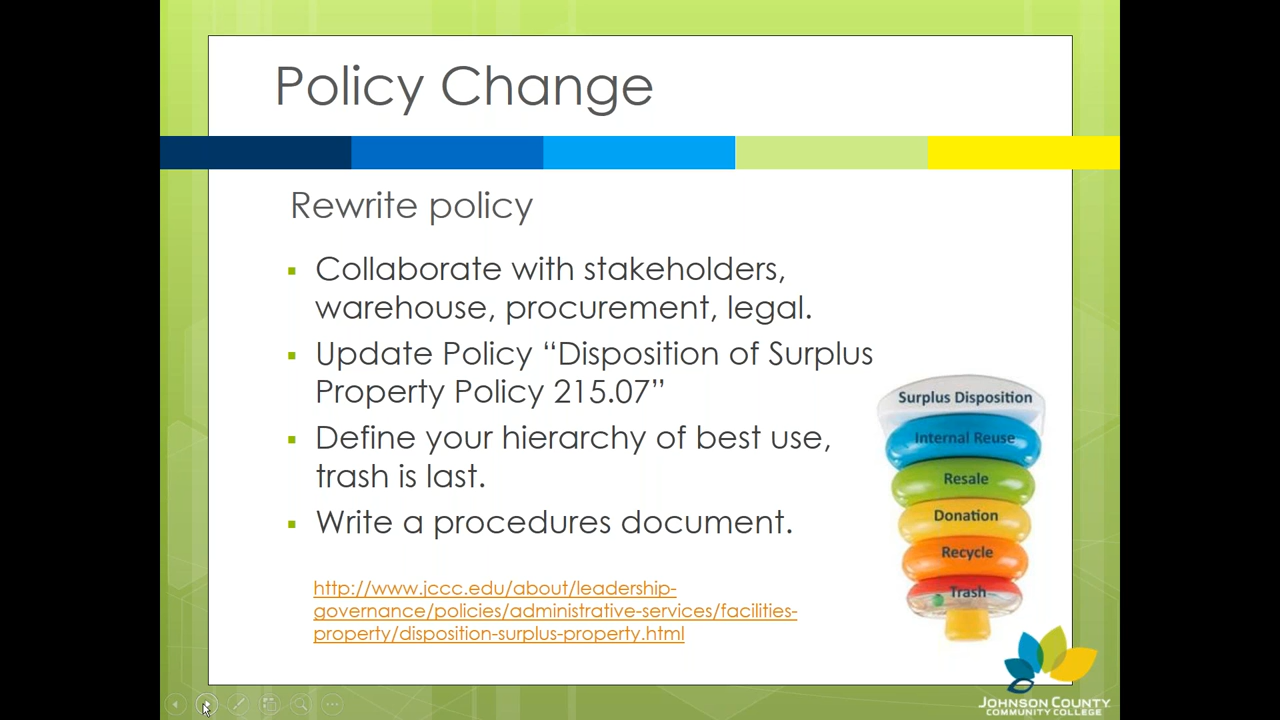 Policy Change
Rewrite policy
Collaborate with stakeholders,
warehouse, procurement, legal.
Update Policy “Disposition of Surplus
Property Policy 215.07”
Define your hierarchy of best use,
trash is last.
Write a procedures document.
http://www.jccc.edu/about/leadership-
governance/policies/administrative-services/facilities-
property/disposition-surplus-property.html
Surplus Disposition
Internal Reuse
Resale
Donation
Recycle
Trash
JOHNSON COUNTY
COMMUNITY COLLEGE